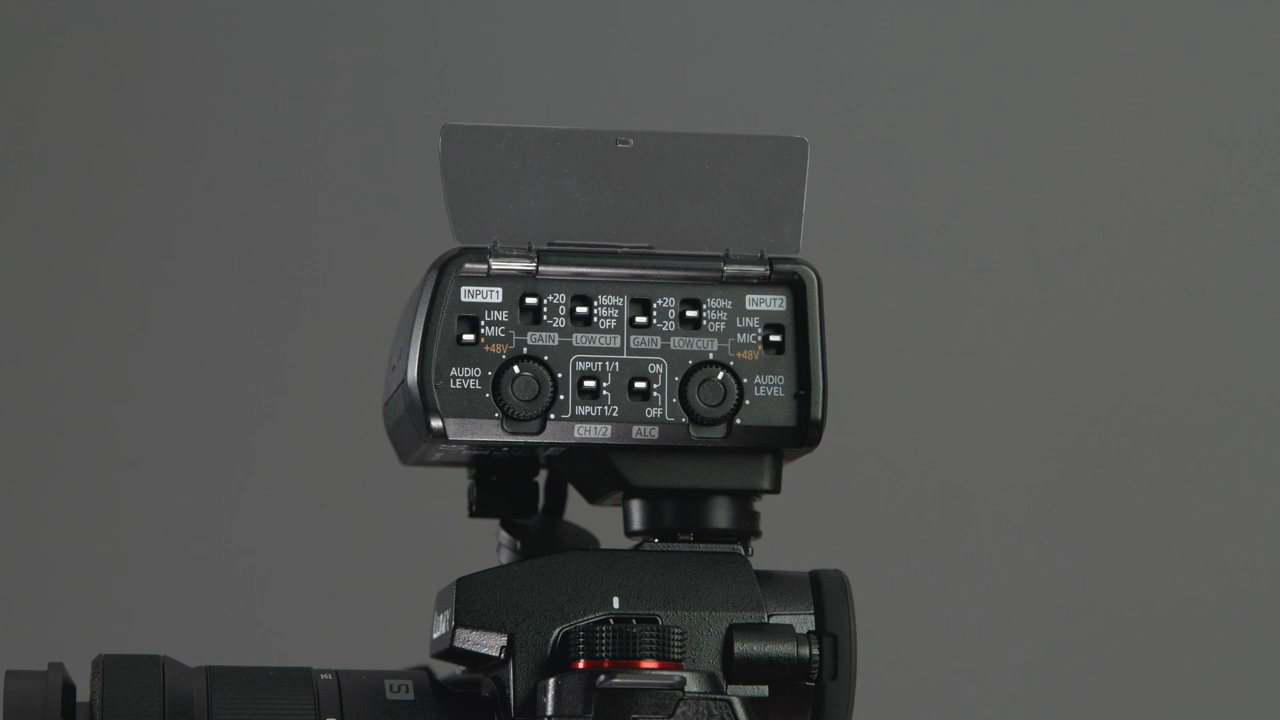 INPUT1
LINE
MIC
+48V
+20
0
-20
GAIN
160Hz
16Hz
OFF
LOW CUT
+20
0
-20
GAIN
160Hz
16Hz
OFF
LOW CUT
INPUT2
LINE
MIC
+48V
AUDIO
LEVEL
INPUT 1/1
INPUT 1/2
CH 1/2
ON
OFF
ALC
AUDIO
LEVEL
S